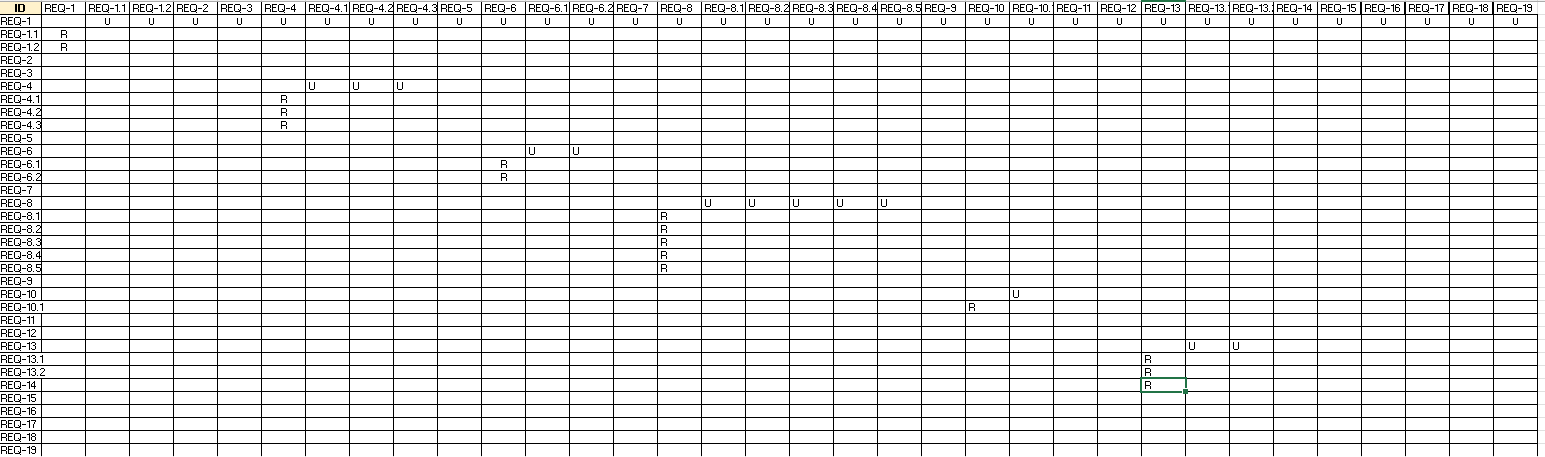 ID REQ-1 REQ-1.1 REQ-1.2 REQ-2 REQ-3 REQ-4 REQ-4.1 REQ-4.2 REQ-4.3 REQ-5 REQ-6 REQ-6.1 REQ-6.2 REQ-7 REQ-8 REQ-8.1 REQ-8.2 REQ-8.3 REQ-8.4 REQ-8.5 REQ-9 REQ-10 REQ-10. REQ-11 REQ-12 REQ-13 REQ-13. REQ-13. REQ-14 REQ-15 REQ-16 REQ-17 REQ-18 REQ-19
REQ-1 U U U U U U U U U U U U U U U U U U U U U U U U U U U U U U U U U
REQ-1.1 R
REQ-1.2 R
REQ-2
REQ-3
REQ-4 U U U
REQ-4.1 R
REQ-4.2 R
REQ-4.3 R
REQ-5
REQ-6 U U
REQ-6.1 R
REQ-6.2 R
REQ-7
REQ-8 U U U U U
REQ-8.1 R
REQ-8.2 R
REQ-8.3 R
REQ-8.4 R
REQ-8.5 R
REQ-9
REQ-10 U
REQ-10.1 R
REQ-11
REQ-12
REQ-13 U U
REQ-13.1 R
REQ-13.2 R
REQ-14 R
REQ-15
REQ-16
REQ-17
REQ-18
REQ-19